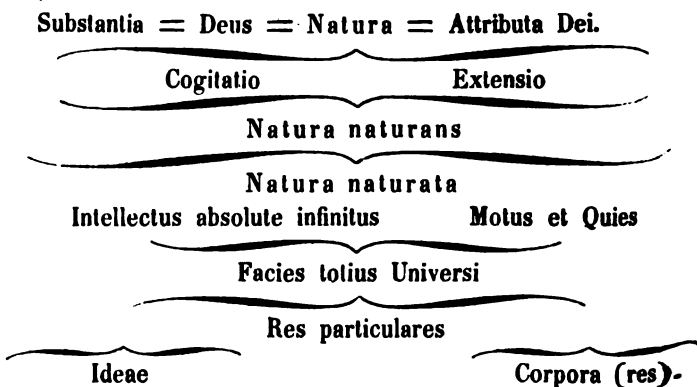 Substantia = Deus = Natura = Attributa Dei.
Cogitatio Extensio
Natura naturans
Natura naturata
Intellectus absolute infinitus Motus et Quies
Facies totius Universi
Res particulares
Ideae Corpora (res).